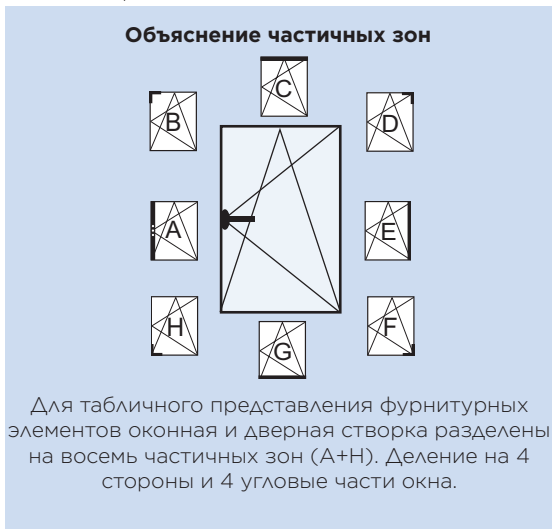 Объяснение частичных зон
C
B
D
A
E
H
F
G
Для табличного представления фурнитурных
элементов оконная и дверная створка разделены
на восемь частичных зон (A+H). Деление на 4
стороны и 4 угловые части окна.